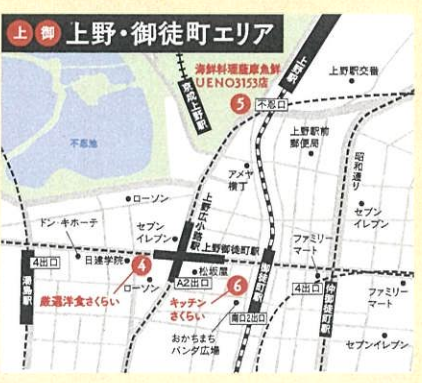 上 御 上野・御徒町エリア
海鮮料理薩摩魚鮮
UENO3153店
上野駅
上野駅交番
京成上野駅
5
不忍口
不忍池
上野駅前
郵便局
昭和通り
アメヤ
横丁
ローソン
セブン
イレブン
ドン・キホーテ
セブン
イレブン
上野広小路駅
上野御徒町駅
ファミリー
マート
4出口
日建学院
4
松坂屋
A2出口
御徒町駅
4出口
仲御徒町駅
湯島駅
ローソン
厳選洋食さくらい
キッチン
さくらい
6
南口2出口
ファミリー
マート
おかちまち
パンダ広場
セブンイレブン